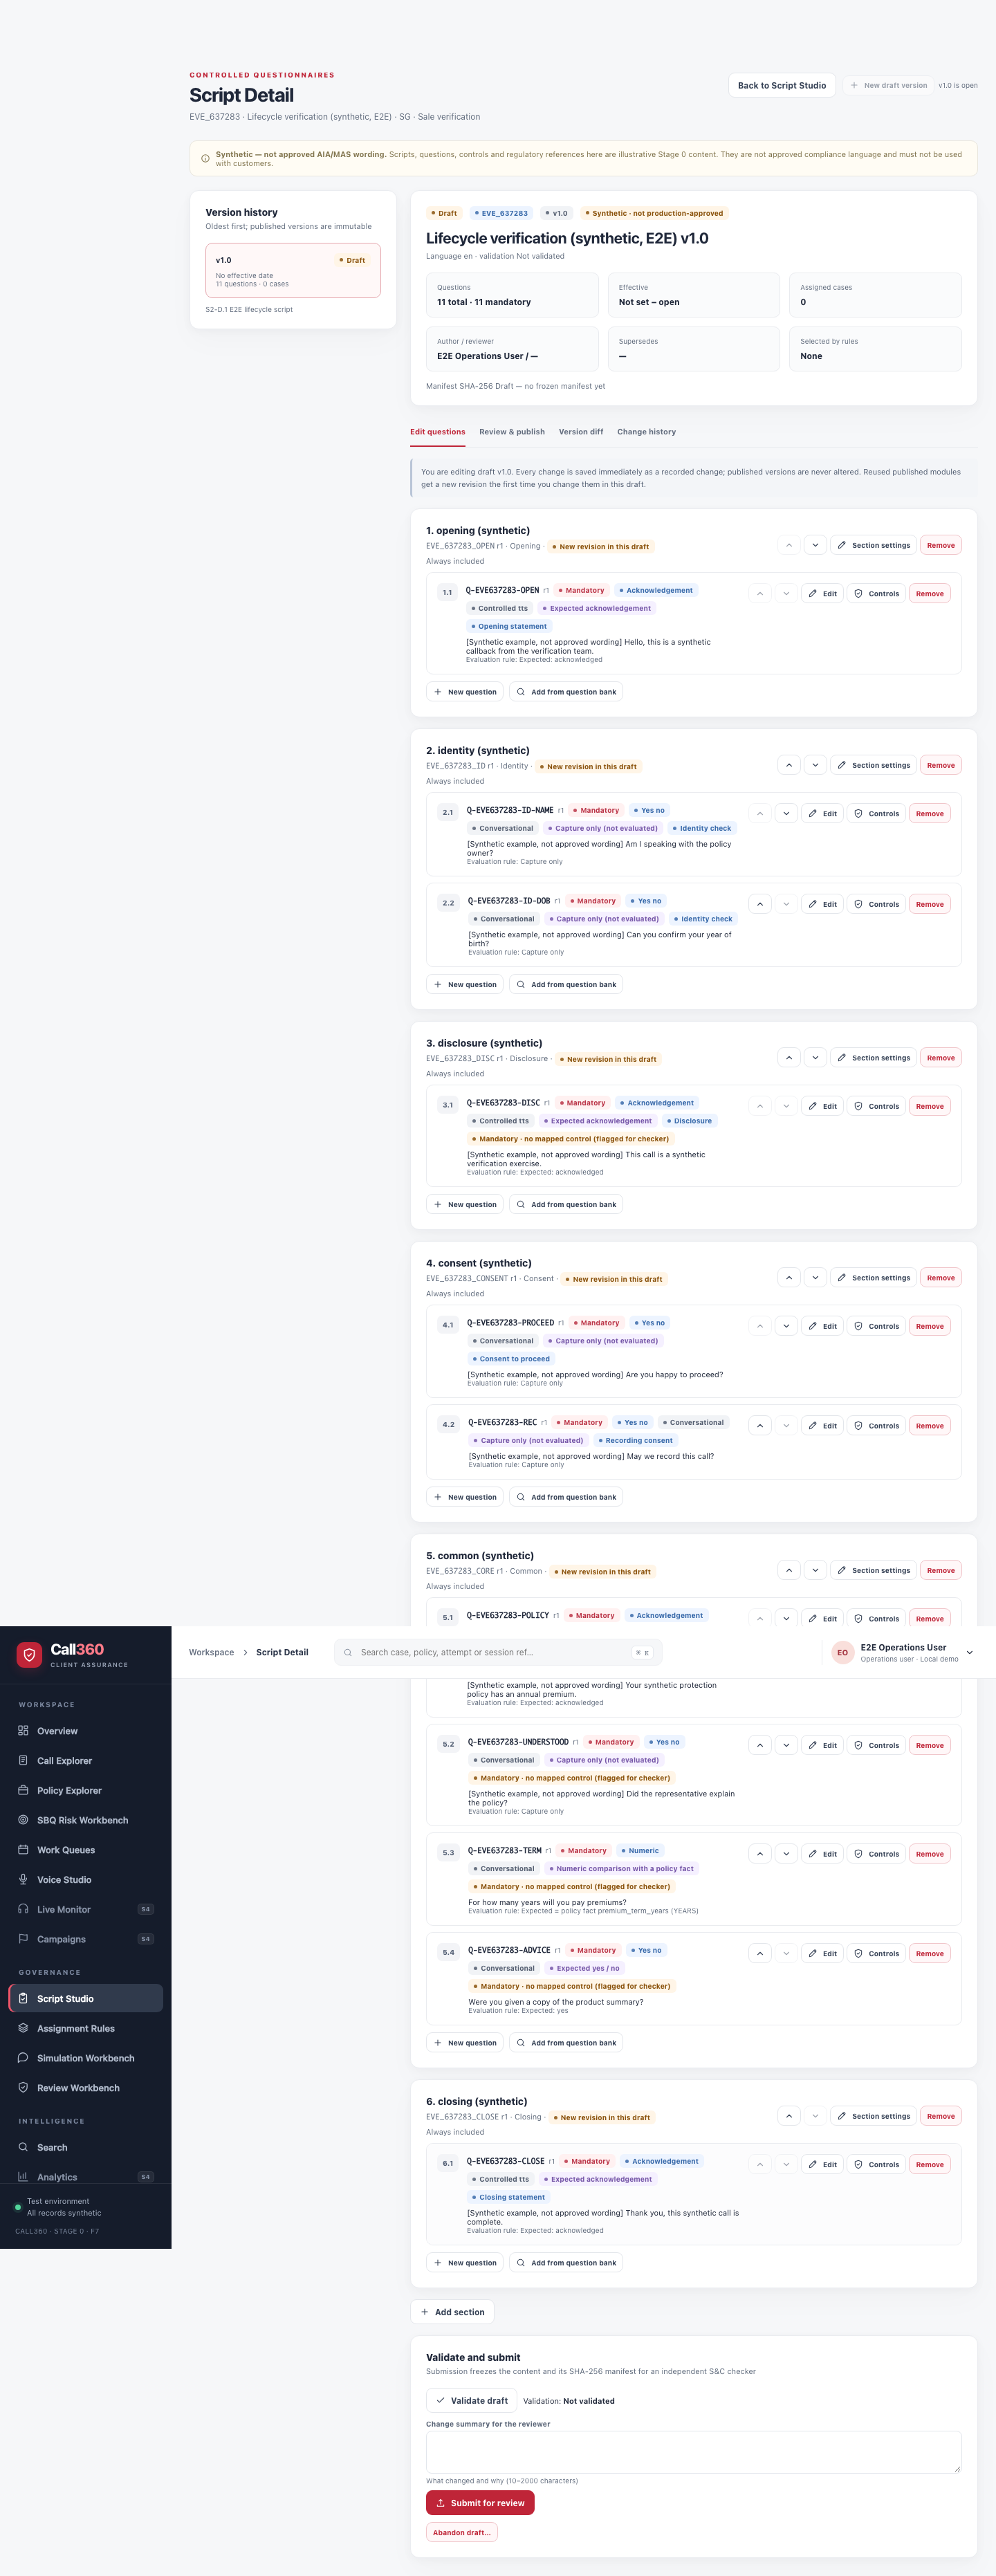 CONTROLLED QUESTIONNAIRES
Script Detail
EVE_637283 · Lifecycle verification (synthetic, E2E) · SG · Sale verification
Back to Script Studio
New draft version
v1.0 is open
Synthetic — not approved AIA/MAS wording. Scripts, questions, controls and regulatory references here are illustrative Stage 0 content. They are not approved compliance language and must not be used
with customers.
Version history
Oldest first; published versions are immutable
v1.0
Draft
No effective date
11 questions · 0 cases
S2-D.1 E2E lifecycle script
Draft
EVE_637283
v1.0
Synthetic · not production-approved
Lifecycle verification (synthetic, E2E) v1.0
Language en · validation Not validated
Questions
11 total · 11 mandatory
Effective
Not set – open
Assigned cases
0
Author / reviewer
E2E Operations User / —
Supersedes
—
Selected by rules
None
Manifest SHA-256 Draft — no frozen manifest yet
Edit questions
Review & publish
Version diff
Change history
You are editing draft v1.0. Every change is saved immediately as a recorded change; published versions are never altered. Reused published modules
get a new revision the first time you change them in this draft.
1. opening (synthetic)
EVE_637283_OPEN r1 · Opening · New revision in this draft
Always included
Section settings
Remove
1.1
Q-EVE637283-OPEN r1 Mandatory Acknowledgement
Controlled tts Expected acknowledgement
Opening statement
[Synthetic example, not approved wording] Hello, this is a synthetic
callback from the verification team.
Evaluation rule: Expected: acknowledged
Edit
Controls
Remove
New question
Add from question bank
2. identity (synthetic)
EVE_637283_ID r1 · Identity · New revision in this draft
Always included
Section settings
Remove
2.1
Q-EVE637283-ID-NAME r1 Mandatory Yes no
Conversational Capture only (not evaluated) Identity check
[Synthetic example, not approved wording] Am I speaking with the policy
owner?
Evaluation rule: Capture only
Edit
Controls
Remove
2.2
Q-EVE637283-ID-DOB r1 Mandatory Yes no
Conversational Capture only (not evaluated) Identity check
[Synthetic example, not approved wording] Can you confirm your year of
birth?
Evaluation rule: Capture only
Edit
Controls
Remove
New question
Add from question bank
3. disclosure (synthetic)
EVE_637283_DISC r1 · Disclosure · New revision in this draft
Always included
Section settings
Remove
3.1
Q-EVE637283-DISC r1 Mandatory Acknowledgement
Controlled tts Expected acknowledgement Disclosure
Mandatory · no mapped control (flagged for checker)
[Synthetic example, not approved wording] This call is a synthetic
verification exercise.
Evaluation rule: Expected: acknowledged
Edit
Controls
Remove
New question
Add from question bank
4. consent (synthetic)
EVE_637283_CONSENT r1 · Consent · New revision in this draft
Always included
Section settings
Remove
4.1
Q-EVE637283-PROCEED r1 Mandatory Yes no
Conversational Capture only (not evaluated)
Consent to proceed
[Synthetic example, not approved wording] Are you happy to proceed?
Evaluation rule: Capture only
Edit
Controls
Remove
4.2
Q-EVE637283-REC r1 Mandatory Yes no Conversational
Capture only (not evaluated) Recording consent
[Synthetic example, not approved wording] May we record this call?
Evaluation rule: Capture only
Edit
Controls
Remove
New question
Add from question bank
5. common (synthetic)
EVE_637283_CORE r1 · Common · New revision in this draft
Always included
Section settings
Remove
5.1
Q-EVE637283-POLICY r1 Mandatory Acknowledgement
Edit
Controls
Remove
Call360
CLIENT ASSURANCE
Workspace
Script Detail
Search case, policy, attempt or session ref...
⌘ K
EO
E2E Operations User
Operations user · Local demo
WORKSPACE
Overview
Call Explorer
Policy Explorer
SBQ Risk Workbench
Work Queues
Voice Studio
Live Monitor S4
Campaigns S4
GOVERNANCE
Script Studio
Assignment Rules
Simulation Workbench
Review Workbench
INTELLIGENCE
Search
Analytics S4
Test environment
All records synthetic
CALL360 · STAGE 0 · F7
[Synthetic example, not approved wording] Your synthetic protection
policy has an annual premium.
Evaluation rule: Expected: acknowledged
5.2
Q-EVE637283-UNDERSTOOD r1 Mandatory Yes no
Conversational Capture only (not evaluated)
Mandatory · no mapped control (flagged for checker)
[Synthetic example, not approved wording] Did the representative explain
the policy?
Evaluation rule: Capture only
Edit
Controls
Remove
5.3
Q-EVE637283-TERM r1 Mandatory Numeric
Conversational Numeric comparison with a policy fact
Mandatory · no mapped control (flagged for checker)
For how many years will you pay premiums?
Evaluation rule: Expected = policy fact premium_term_years (YEARS)
Edit
Controls
Remove
5.4
Q-EVE637283-ADVICE r1 Mandatory Yes no
Conversational Expected yes / no
Mandatory · no mapped control (flagged for checker)
Were you given a copy of the product summary?
Evaluation rule: Expected: yes
Edit
Controls
Remove
New question
Add from question bank
6. closing (synthetic)
EVE_637283_CLOSE r1 · Closing · New revision in this draft
Always included
Section settings
Remove
6.1
Q-EVE637283-CLOSE r1 Mandatory Acknowledgement
Controlled tts Expected acknowledgement
Closing statement
[Synthetic example, not approved wording] Thank you, this synthetic call is
complete.
Evaluation rule: Expected: acknowledged
Edit
Controls
Remove
New question
Add from question bank
Add section
Validate and submit
Submission freezes the content and its SHA-256 manifest for an independent S&C checker
Validate draft
Validation: Not validated
Change summary for the reviewer
What changed and why (10–2000 characters)
Submit for review
Abandon draft...